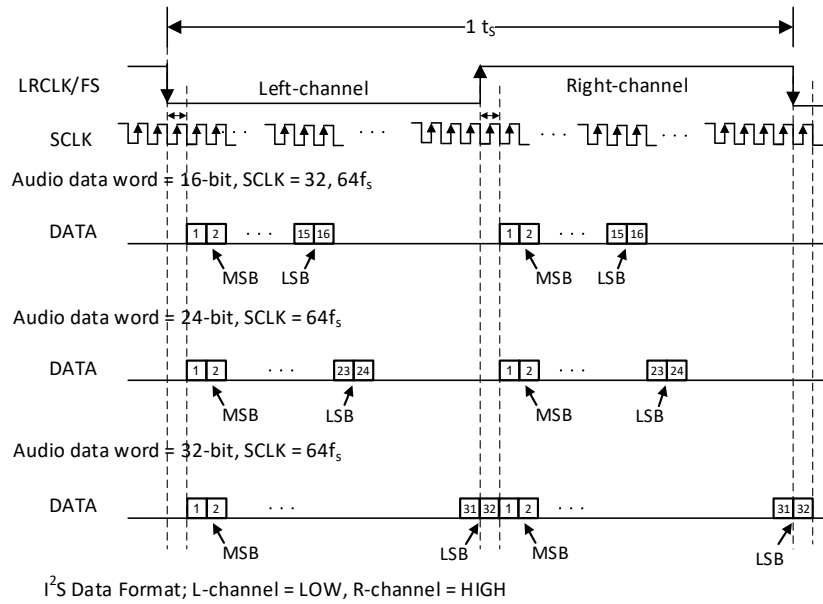 1 tS
LRCLK/FS
Left-channel
Right-channel
SCLK
. . .
. . .
. . .
. . .
Audio data word = 16-bit, SCLK = 32, 64fs
DATA
1 2 . . . 15 16 1 2 . . . 15 16
MSB LSB MSB LSB
Audio data word = 24-bit, SCLK = 64fs
DATA
1 2 . . . 23 24 1 2 . . . 23 24
MSB LSB MSB LSB
Audio data word = 32-bit, SCLK = 64fs
DATA
1 2 . . . 31 32 1 2 . . . 31 32
MSB LSB MSB LSB
I²S Data Format; L-channel = LOW, R-channel = HIGH